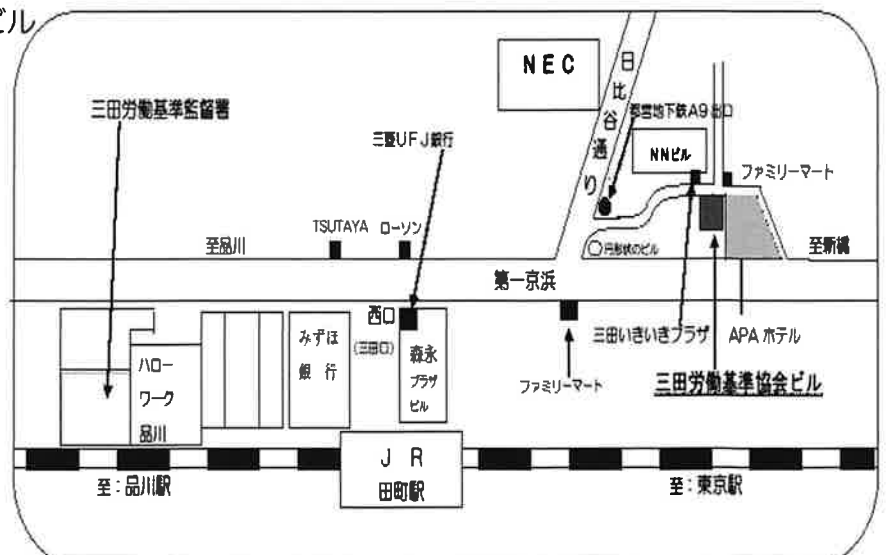 ビル
NEC
日比谷通り
都営地下鉄A9出口
三田労働基準監督署
三菱UFJ銀行
NNビル
ファミリーマート
TSUTAYA ローソン
至品川
円形状のビル
至新橋
第一京浜
西口
(三田口)
みずほ
銀行
森永
プラザ
ビル
ハロー
ワーク
品川
ファミリーマート
三田いきいきプラザ
APAホテル
三田労働基準協会ビル
JR
田町駅
至:品川駅
至:東京駅